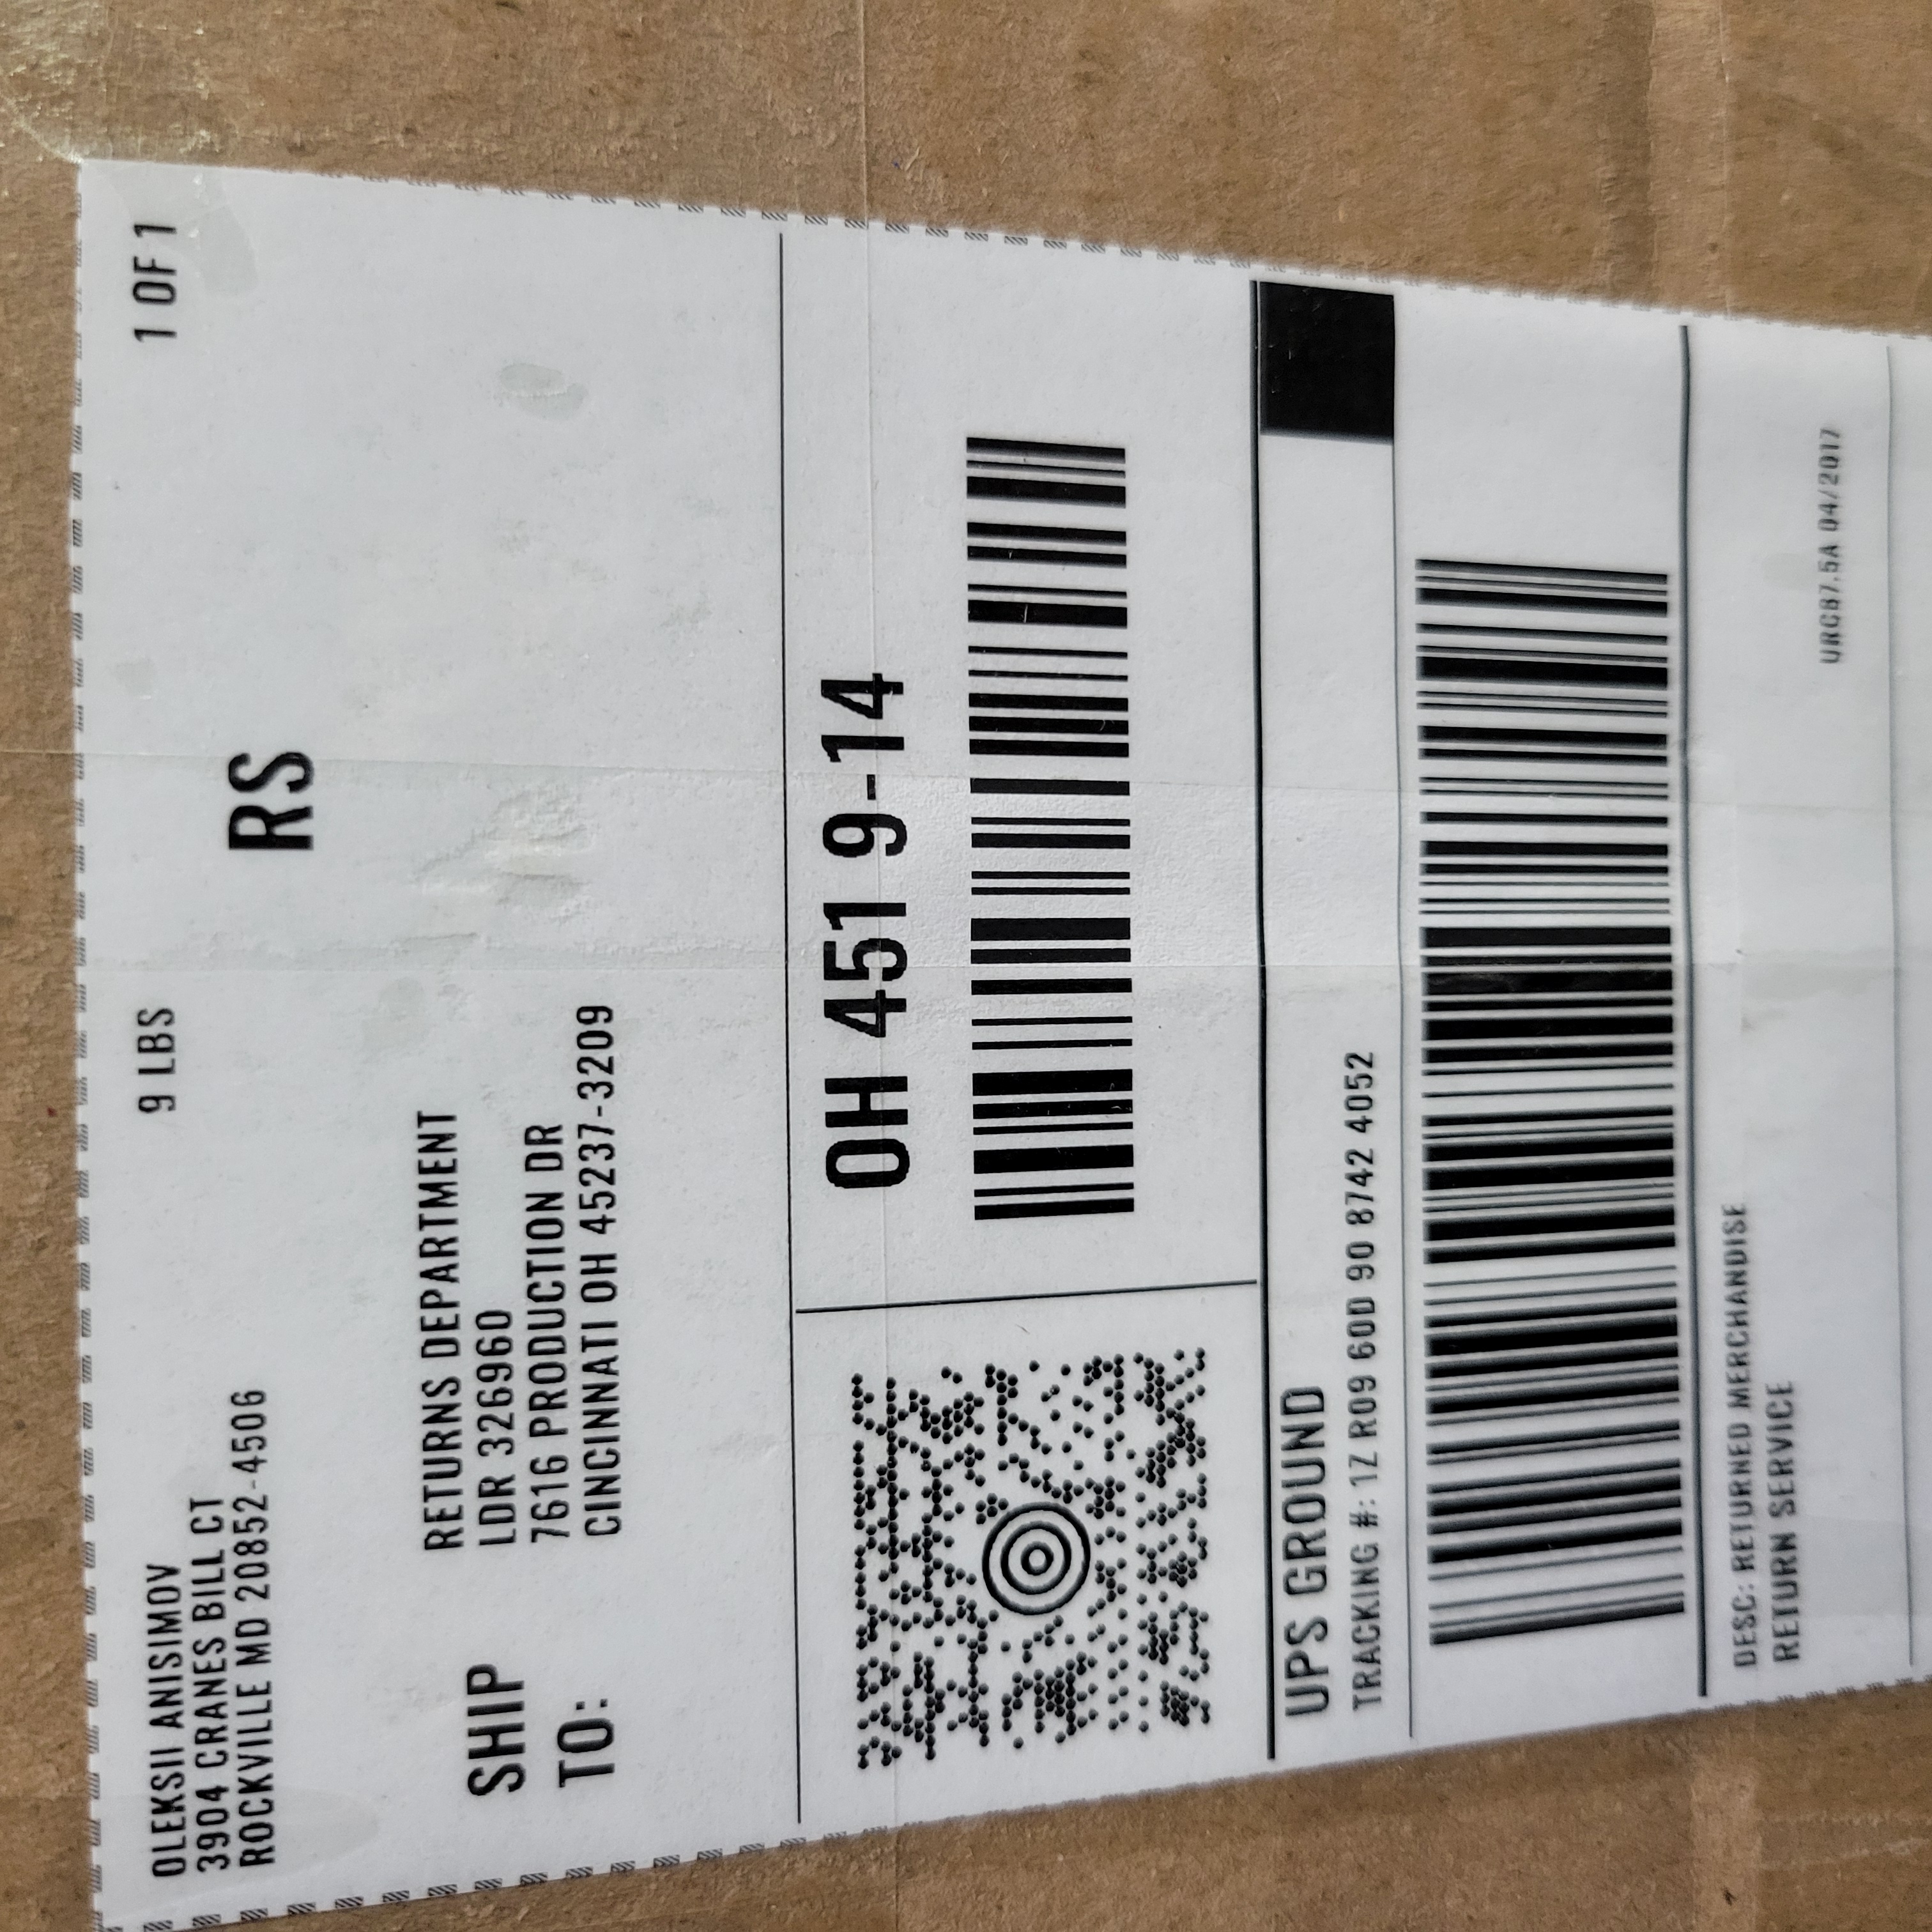 OLEKSII ANISIMOV
3904 CRANES BILL CT
ROCKVILLE MD 20852-4506
9 LBS
1 OF 1
RS
SHIP
TO:
RETURNS DEPARTMENT
LDR 326960
7616 PRODUCTION DR
CINCINNATI OH 45237-3209
OH 451 9-14
UPS GROUND
TRACKING #: 1Z R09 60D 90 8742 4052
DESC: RETURNED MERCHANDISE
RETURN SERVICE
URC87.5A 04/2017